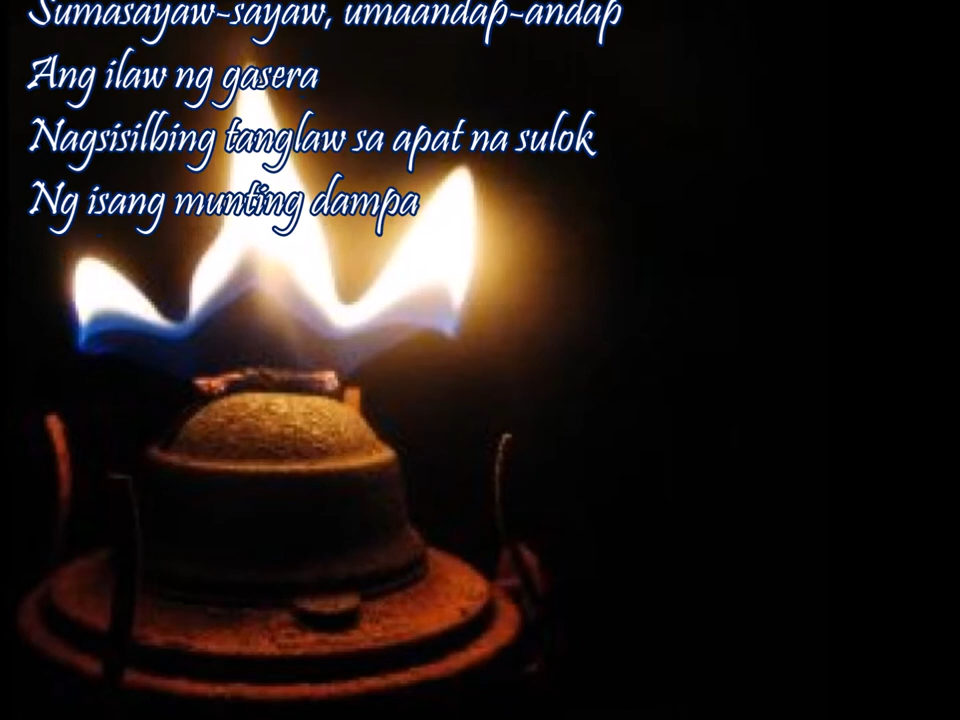 Sumasayaw-sayaw, umaandap-andap
Ang ilaw ng gasera
Nagsisilbing tanglaw sa apat na sulok
Ng isang munting dampa